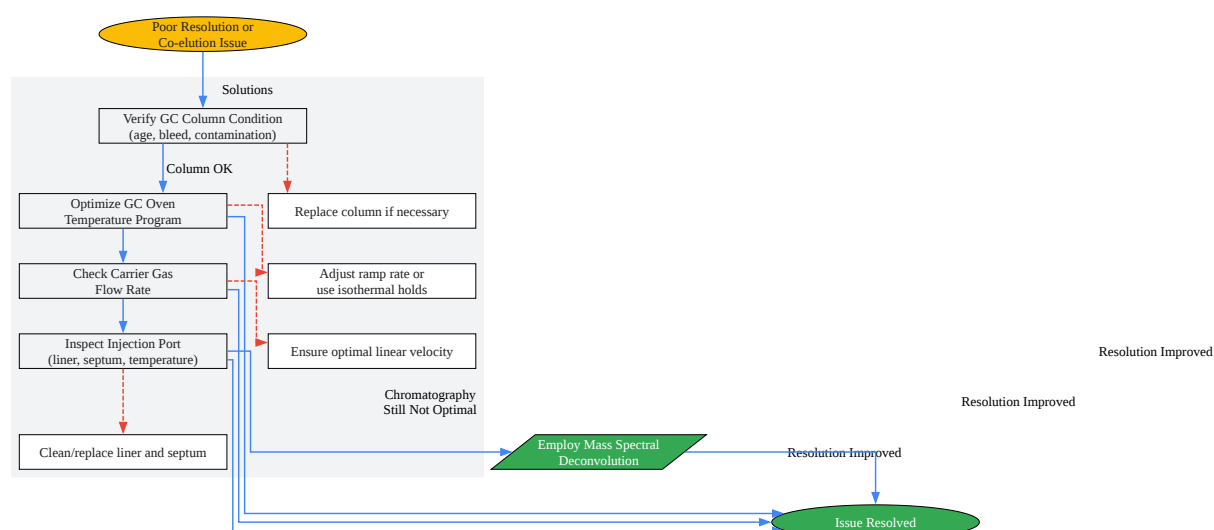 Poor Resolution or
Co-elution Issue
Solutions
Verify GC Column Condition
(age, bleed, contamination)
Column OK
Optimize GC Oven
Temperature Program
Replace column if necessary
Check Carrier Gas
Flow Rate
Adjust ramp rate or
use isothermal holds
Inspect Injection Port
(liner, septum, temperature)
Ensure optimal linear velocity
Resolution Improved
Chromatography
Still Not Optimal
Resolution Improved
Clean/replace liner and septum
Employ Mass Spectral
Deconvolution
Resolution Improved
Issue Resolved